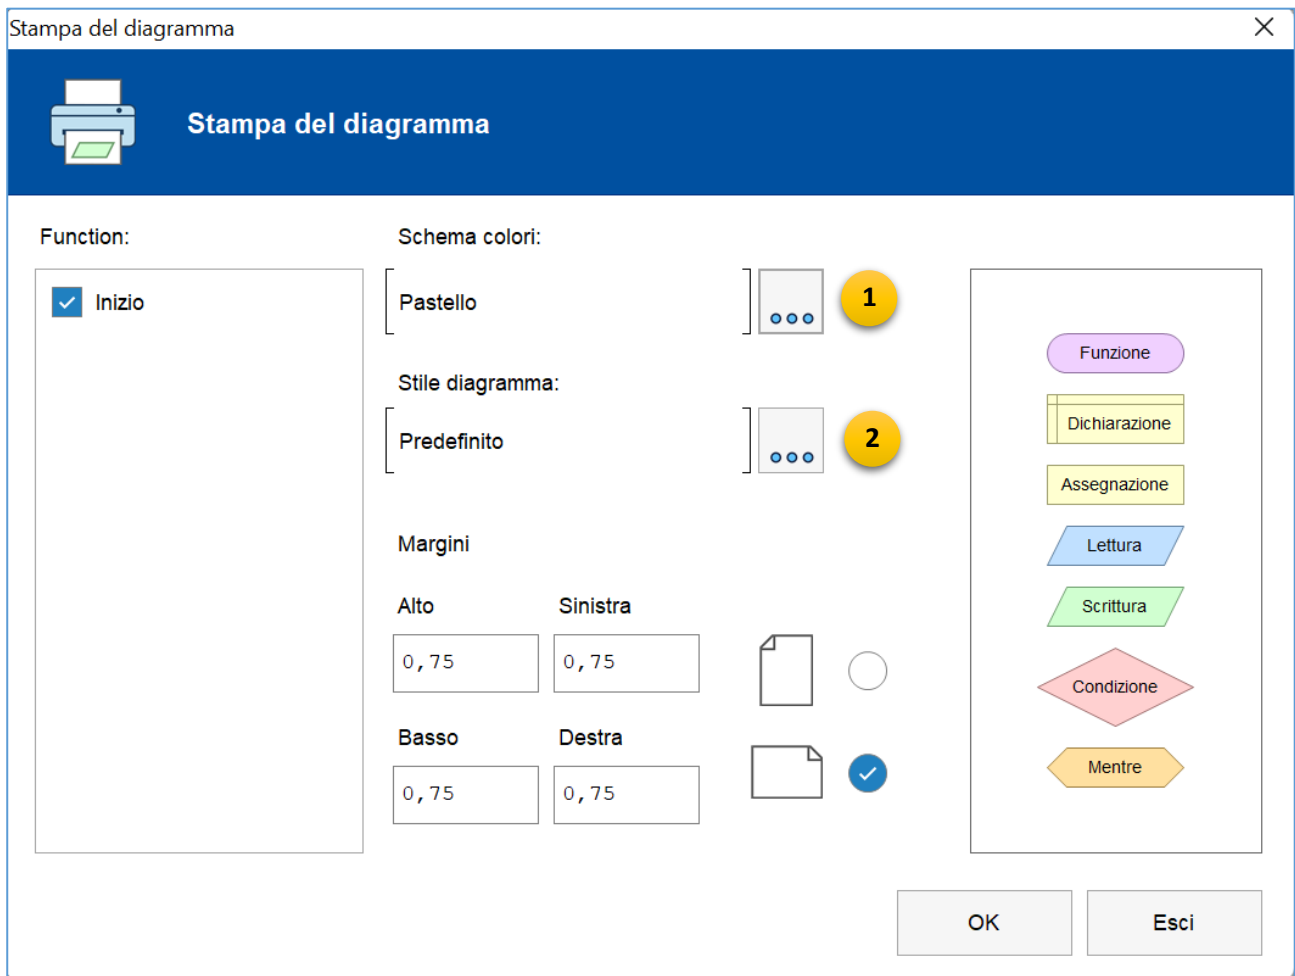 Stampa del diagramma
Stampa del diagramma
Function:
Inizio
Schema colori:
Pastello
1
Stile diagramma:
Predefinito
2
Margini
Alto
Sinistra
0,75
0,75
Basso
Destra
0,75
0,75
Funzione
Dichiarazione
Assegnazione
Lettura
Scrittura
Condizione
Mentre
OK
Esci